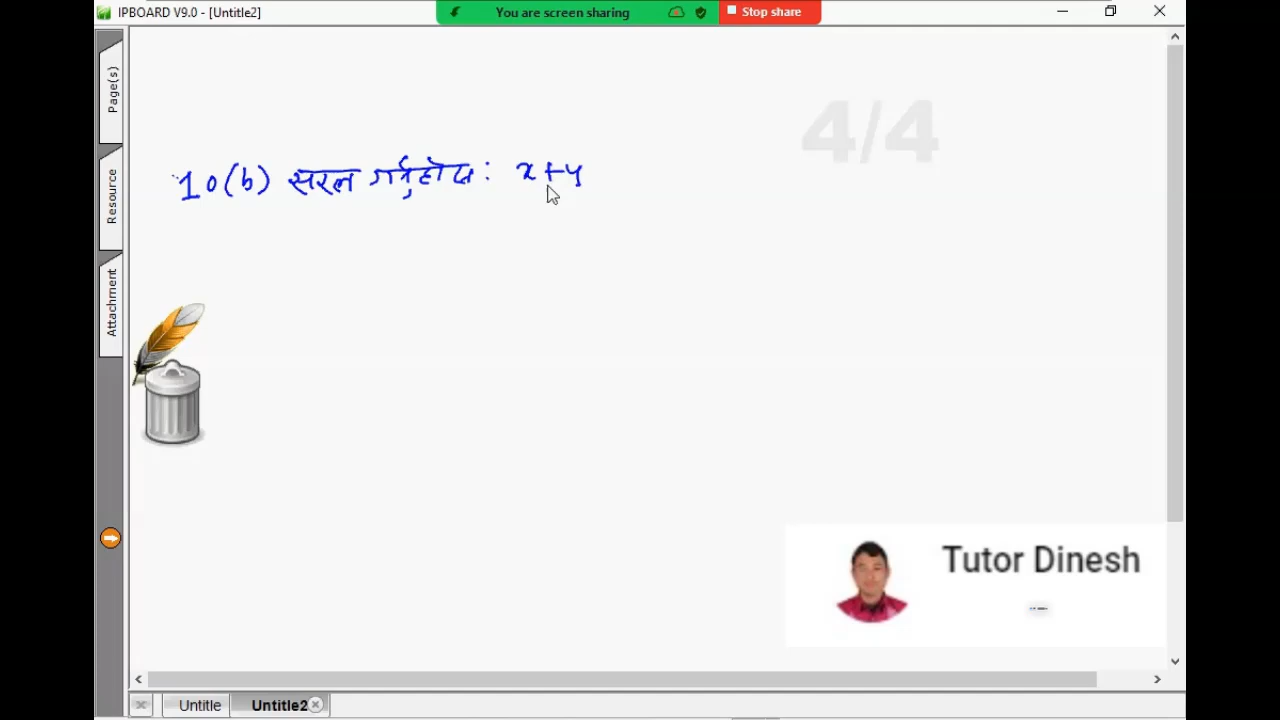 IPBOARD V9.0 - [Untitle2]
You are screen sharing
Stop share
Page(s)
Resource
Attachment
4/4
10(b) सरल गर्नुहोस : x+y
Tutor Dinesh
Untitle
Untitle2